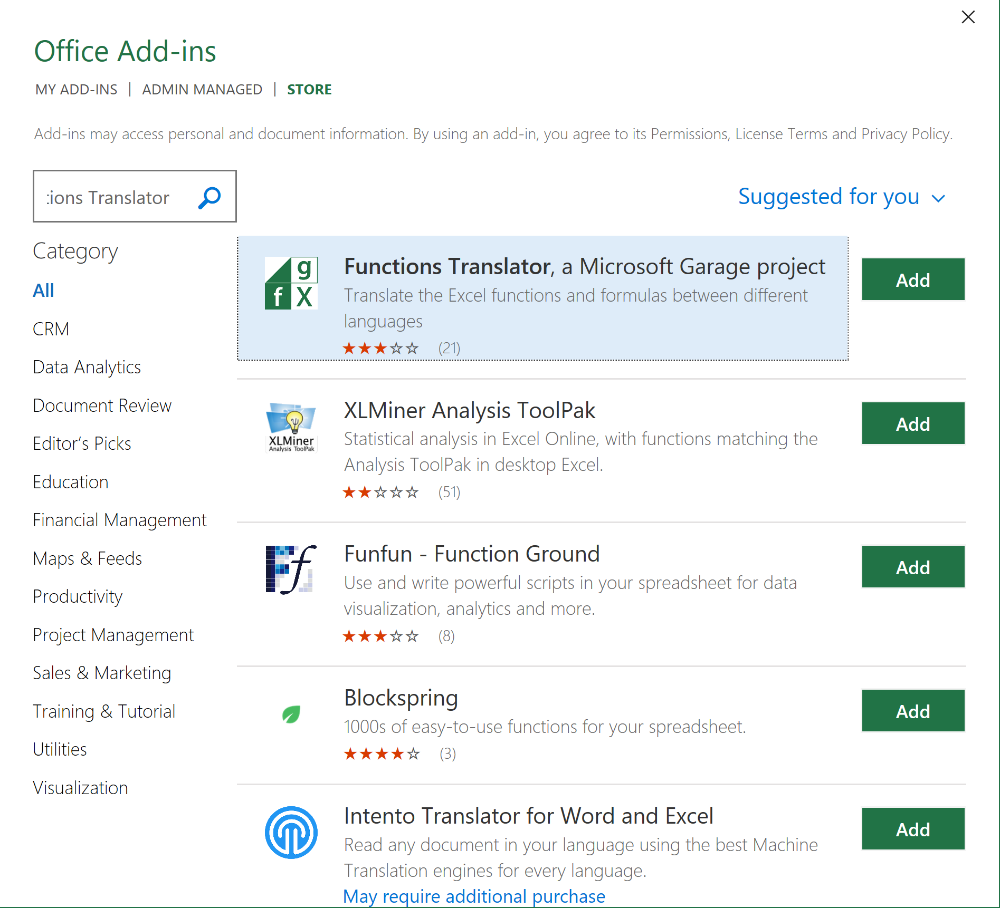 Office Add-ins
MY ADD-INS | ADMIN MANAGED | STORE
Add-ins may access personal and document information. By using an add-in, you agree to its Permissions, License Terms and Privacy Policy.
tions Translator
Suggested for you
Category
All
CRM
Data Analytics
Document Review
Editor’s Picks
Education
Financial Management
Maps & Feeds
Productivity
Project Management
Sales & Marketing
Training & Tutorial
Utilities
Visualization
g
f X
Functions Translator, a Microsoft Garage project
Translate the Excel functions and formulas between different
languages
(21)
Add
XLMiner
Analysis ToolPak
XLMiner Analysis ToolPak
Statistical analysis in Excel Online, with functions matching the
Analysis ToolPak in desktop Excel.
(51)
Add
Ff
Funfun - Function Ground
Use and write powerful scripts in your spreadsheet for data
visualization, analytics and more.
(8)
Add
Blockspring
1000s of easy-to-use functions for your spreadsheet.
(3)
Add
Intento Translator for Word and Excel
Read any document in your language using the best Machine
Translation engines for every language.
May require additional purchase
Add